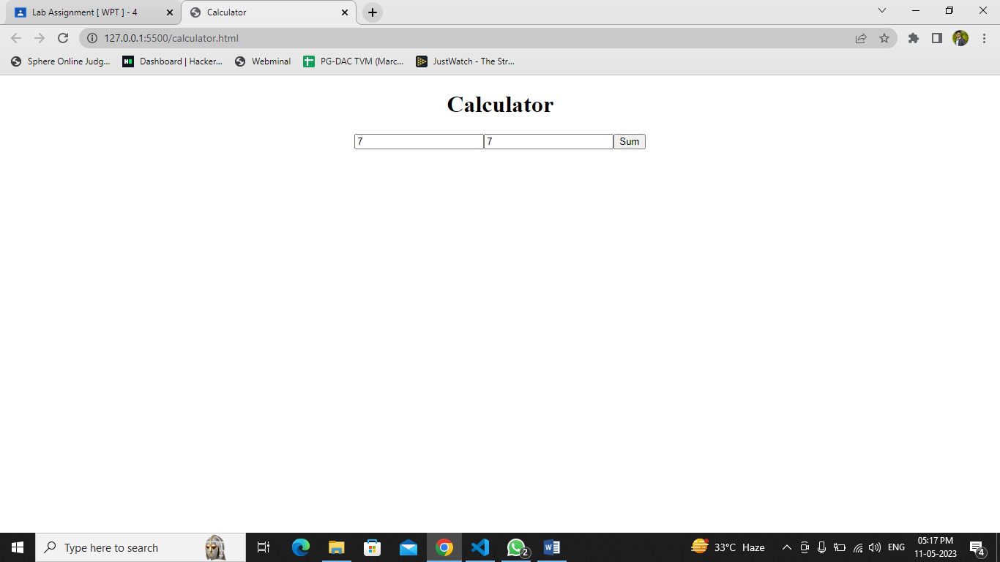 Lab Assignment [ WPT ] - 4
Calculator
127.0.0.1:5500/calculator.html
Sphere Online Judg... Dashboard | Hacker... Webminal PG-DAC TVM (Marc... JustWatch - The Str...
Calculator
7 7 Sum
Type here to search
2
W
33°C Haze
ENG
05:17 PM
11-05-2023
4